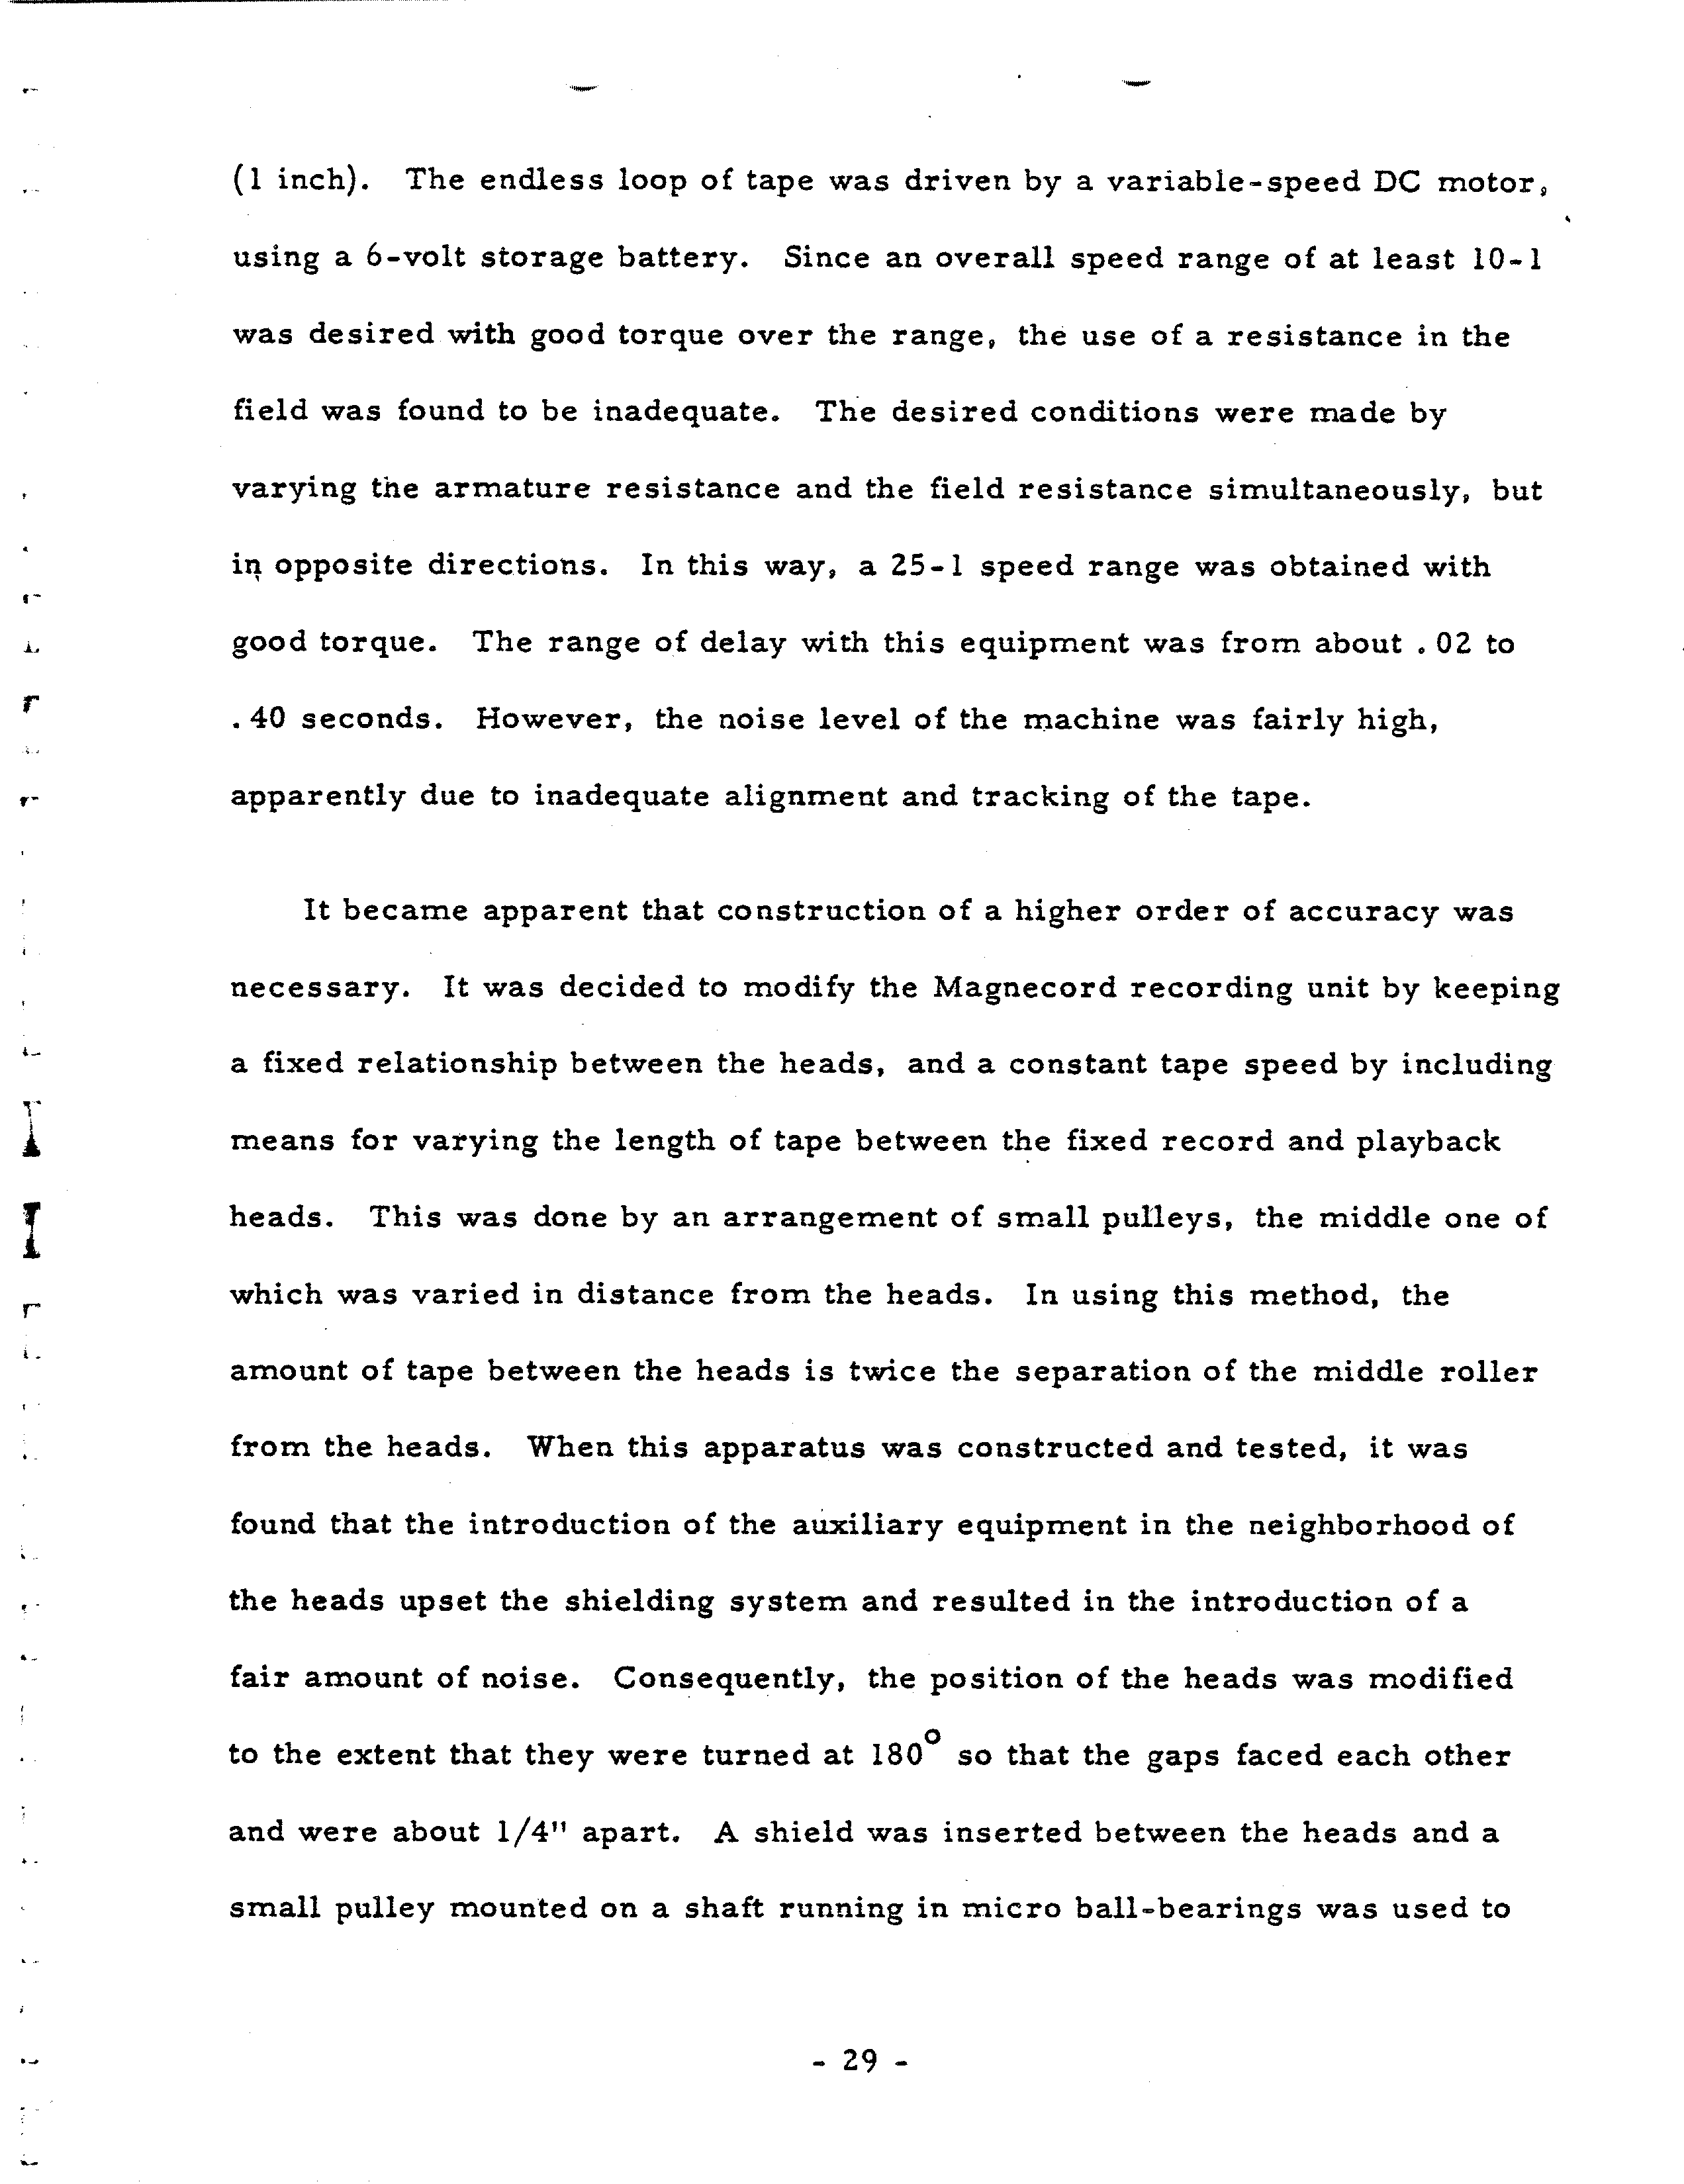 (1 inch). The endless loop of tape was driven by a variable-speed DC motor,
using a 6-volt storage battery. Since an overall speed range of at least 10-1
was desired with good torque over the range, the use of a resistance in the
field was found to be inadequate. The desired conditions were made by
varying the armature resistance and the field resistance simultaneously, but
in opposite directions. In this way, a 25-1 speed range was obtained with
good torque. The range of delay with this equipment was from about .02 to
.40 seconds. However, the noise level of the machine was fairly high,
apparently due to inadequate alignment and tracking of the tape.
It became apparent that construction of a higher order of accuracy was
necessary. It was decided to modify the Magnecord recording unit by keeping
a fixed relationship between the heads, and a constant tape speed by including
means for varying the length of tape between the fixed record and playback
heads. This was done by an arrangement of small pulleys, the middle one of
which was varied in distance from the heads. In using this method, the
amount of tape between the heads is twice the separation of the middle roller
from the heads. When this apparatus was constructed and tested, it was
found that the introduction of the auxiliary equipment in the neighborhood of
the heads upset the shielding system and resulted in the introduction of a
fair amount of noise. Consequently, the position of the heads was modified
to the extent that they were turned at 180° so that the gaps faced each other
and were about 1/4" apart. A shield was inserted between the heads and a
small pulley mounted on a shaft running in micro ball-bearings was used to
- 29 -